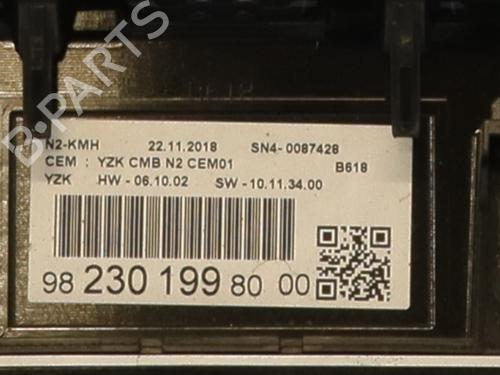 N2-KMH 22.11.2018 SN4- 0087428
CEM : YZK CMB N2 CEM01 B618
YZK HW - 06.10.02 SW - 10.11.34.00
98 230 199 80 00